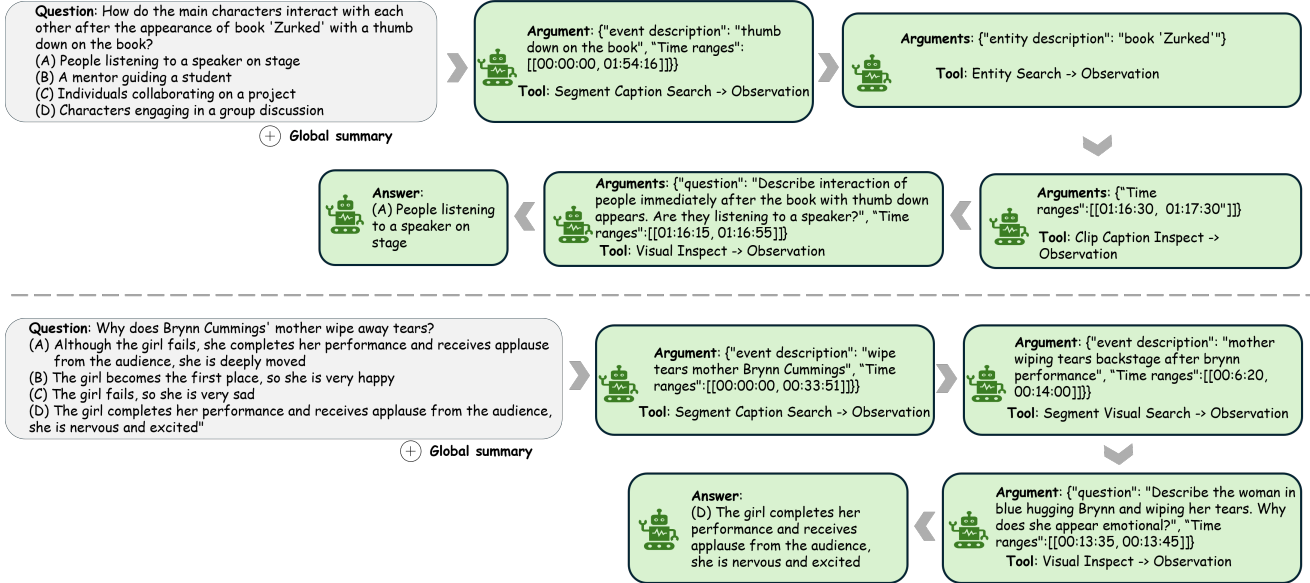 Question: How do the main characters interact with each
other after the appearance of book 'Zurked' with a thumb
down on the book?
(A) People listening to a speaker on stage
(B) A mentor guiding a student
(C) Individuals collaborating on a project
(D) Characters engaging in a group discussion
Global summary
Argument: {"event description": "thumb
down on the book", "Time ranges":
[[00:00:00, 01:54:16]]}}
Tool: Segment Caption Search -> Observation
Arguments: {"entity description": "book 'Zurked'"}
Tool: Entity Search -> Observation
Arguments: {"Time
ranges":[[01:16:30, 01:17:30"]]}
Tool: Clip Caption Inspect ->
Observation
Arguments: {"question": "Describe interaction of
people immediately after the book with thumb down
appears. Are they listening to a speaker?", "Time
ranges":[[01:16:15, 01:16:55]]}
Tool: Visual Inspect -> Observation
Answer:
(A) People listening
to a speaker on
stage
Question: Why does Brynn Cummings' mother wipe away tears?
(A) Although the girl fails, she completes her performance and receives applause
from the audience, she is deeply moved
(B) The girl becomes the first place, so she is very happy
(C) The girl fails, so she is very sad
(D) The girl completes her performance and receives applause from the audience,
she is nervous and excited"
Global summary
Argument: {"event description": "wipe
tears mother Brynn Cummings", "Time
ranges":[[00:00:00, 00:33:51]]}}
Tool: Segment Caption Search -> Observation
Argument: {"event description": "mother
wiping tears backstage after brynn
performance", "Time ranges":[[00:6:20,
00:14:00]]}}
Tool: Segment Visual Search -> Observation
Argument: {"question": "Describe the woman in
blue hugging Brynn and wiping her tears. Why
does she appear emotional?", "Time
ranges":[[00:13:35, 00:13:45]]}
Tool: Visual Inspect -> Observation
Answer:
(D) The girl completes her
performance and receives
applause from the audience,
she is nervous and excited